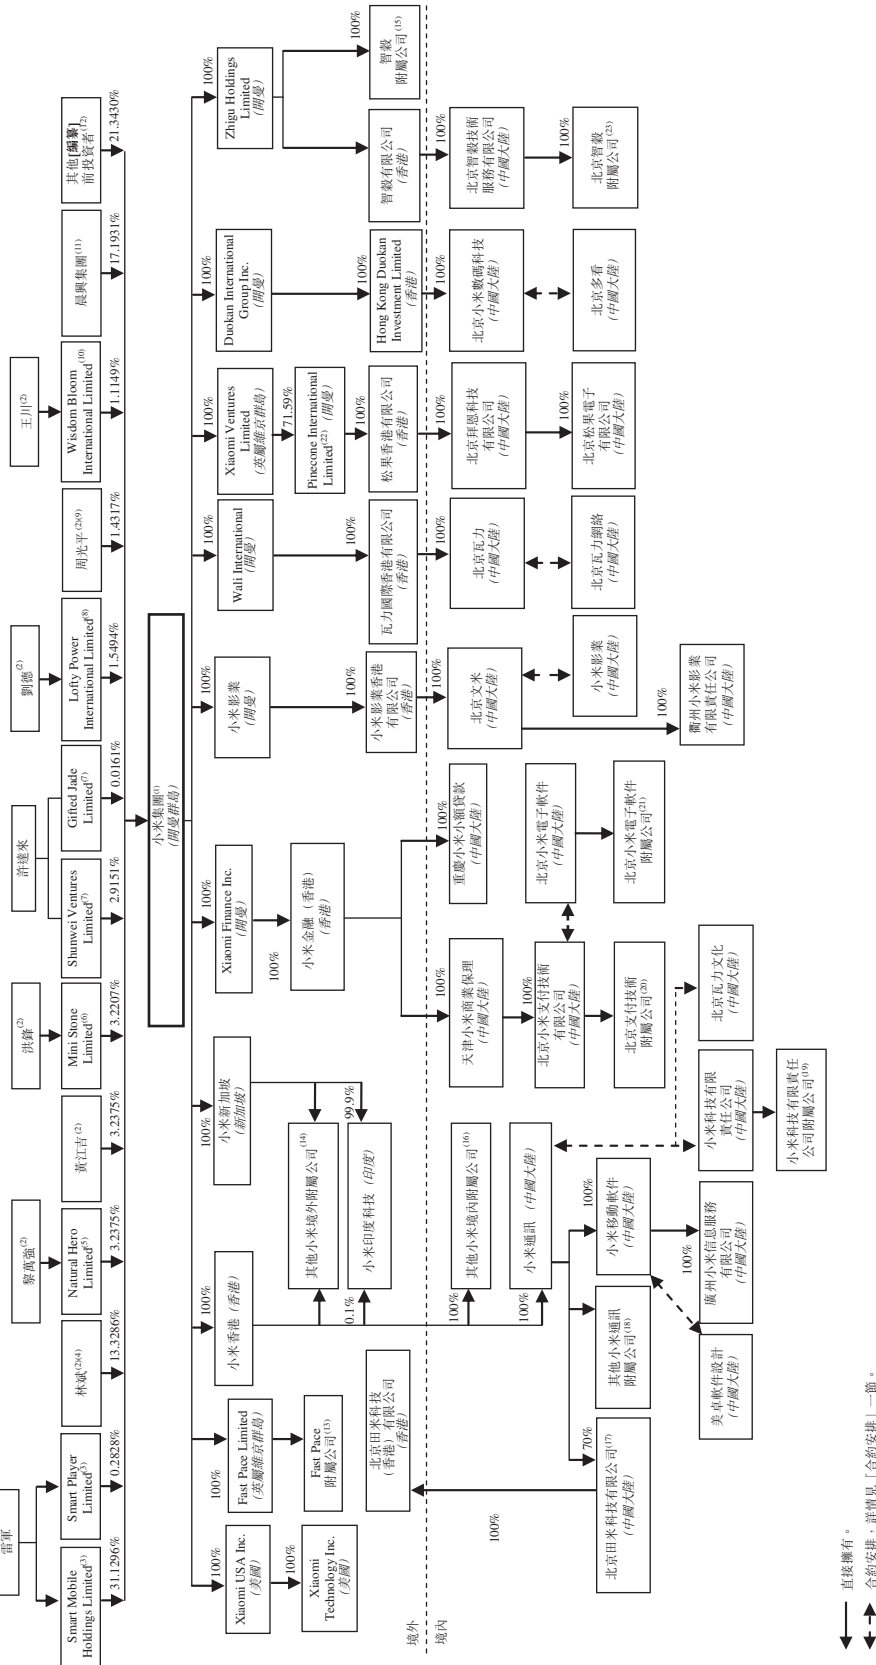 雷軍
Smart Mobile
Holdings Limited(3)
31.1296%
Smart Player
Limited(3)
0.2828%
林斌(2)(4)
13.3286%
黎萬強(2)
Natural Hero
Limited(5)
3.2375%
黃江吉(2)
3.2375%
洪鋒(2)
Mini Stone
Limited(6)
3.2207%
許達來
Shunwei Ventures
Limited(7)
2.9151%
Gifted Jade
Limited(7)
0.0161%
劉德(2)
Lofty Power
International Limited(8)
1.5494%
周光平(2)(9)
1.4317%
王川(2)
Wisdom Bloom
International Limited(10)
1.1149%
晨興集團(11)
17.1931%
其他[編纂]
前投資者(12)
21.3430%
小米集團(1)
(開曼群島)
100%
Xiaomi USA Inc.
(美國)
100%
Xiaomi
Technology Inc.
(美國)
100%
Fast Pace Limited
(英屬維京群島)
Fast Pace
附屬公司(13)
北京田米科技
(香港)有限公司
(香港)
100%
小米香港(香港)
100%
小米新加坡
(新加坡)
其他小米境外附屬公司(14)
0.1%
99.9%
小米印度科技(印度)
100%
Xiaomi Finance Inc.
(開曼)
100%
小米金融(香港)
(香港)
100%
小米影業
(開曼)
100%
小米影業香港
有限公司
(香港)
100%
Wali International
(開曼)
100%
瓦力國際香港有限公司
(香港)
100%
Xiaomi Ventures
Limited
(英屬維京群島)
71.59%
Pinecone International
Limited(22)(開曼)
100%
松果香港有限公司
(香港)
100%
Duokan International
Group Inc.
(開曼)
100%
Hong Kong Duokan
Investment Limited
(香港)
100%
Zhigu Holdings
Limited
(開曼)
智穀有限公司
(香港)
100%
智穀
附屬公司(15)
境外
境內
100%
北京田米科技有限公司(17)
(中國大陸)
70%
100%
其他小米境內附屬公司(16)
100%
小米通訊(中國大陸)
其他小米通訊
附屬公司(18)
100%
小米移動軟件
(中國大陸)
美卓軟件設計
(中國大陸)
100%
廣州小米信息服務
有限公司
(中國大陸)
小米科技有限
責任公司
(中國大陸)
小米科技有限責任
公司附屬公司(19)
北京瓦力文化
(中國大陸)
100%
天津小米商業保理
(中國大陸)
100%
北京小米支付技術
有限公司
(中國大陸)
北京支付技術
附屬公司(20)
100%
重慶小米小額貸款
(中國大陸)
北京小米電子軟件
(中國大陸)
北京小米電子軟件
附屬公司(21)
100%
北京文米
(中國大陸)
小米影業
(中國大陸)
100%
衢州小米影業
有限責任公司
(中國大陸)
100%
北京瓦力
(中國大陸)
北京瓦力網絡
(中國大陸)
100%
北京拜恩科技
有限公司
(中國大陸)
100%
北京松果電子
有限公司
(中國大陸)
100%
北京小米數碼科技
(中國大陸)
北京多看
(中國大陸)
100%
北京智穀技術
服務有限公司
(中國大陸)
100%
北京智穀
附屬公司(23)
(中國大陸)
直接擁有。
合約安排,詳情見「合約安排」一節。